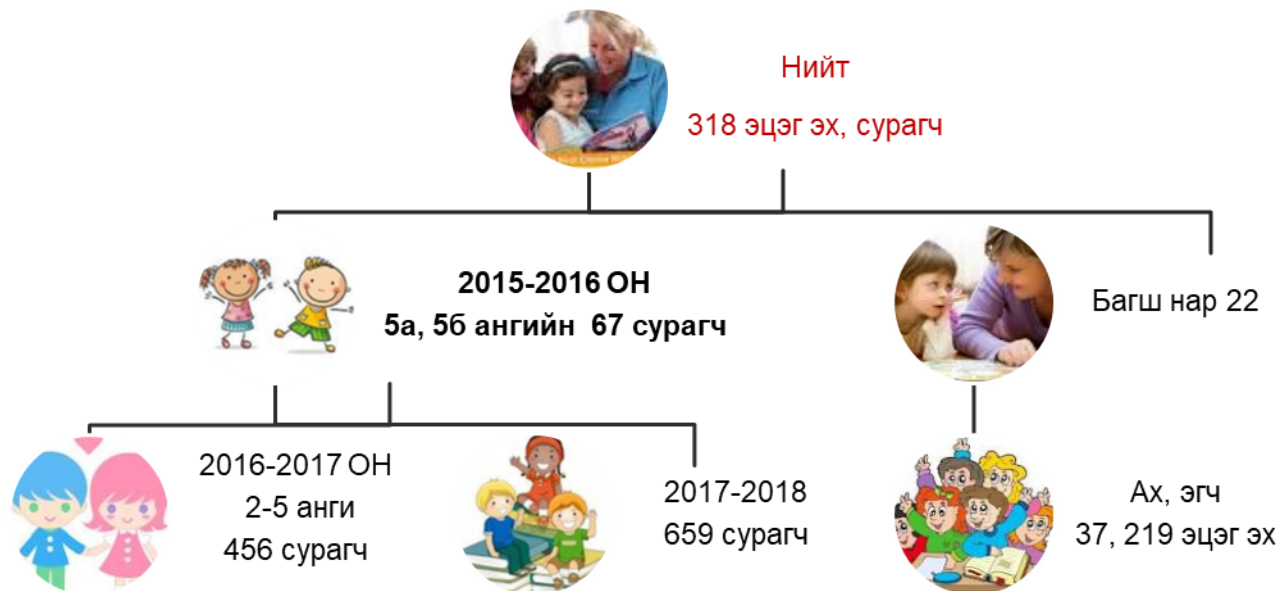 Нийт
318 эцэг эх, сурагч
2015-2016 ОН
5а, 5б ангийн 67 сурагч
Багш нар 22
2016-2017 ОН
2-5 анги
456 сурагч
2017-2018
659 сурагч
Ах, эгч
37, 219 эцэг эх